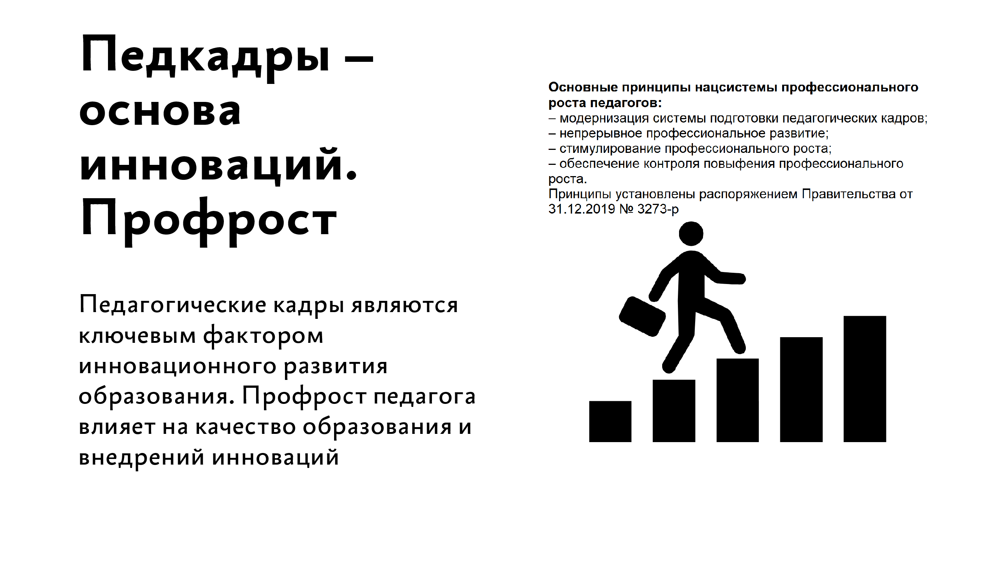 Педкадры –
основа
инноваций.
Профрост
Педагогические кадры являются
ключевым фактором
инновационного развития
образования. Профрост педагога
влияет на качество образования и
внедрений инноваций
Основные принципы нацсистемы профессионального
роста педагогов:
– модернизация системы подготовки педагогических кадров;
– непрерывное профессиональное развитие;
– стимулирование профессионального роста;
– обеспечение контроля повыфения профессионального
роста.
Принципы установлены распоряжением Правительства от
31.12.2019 № 3273-р